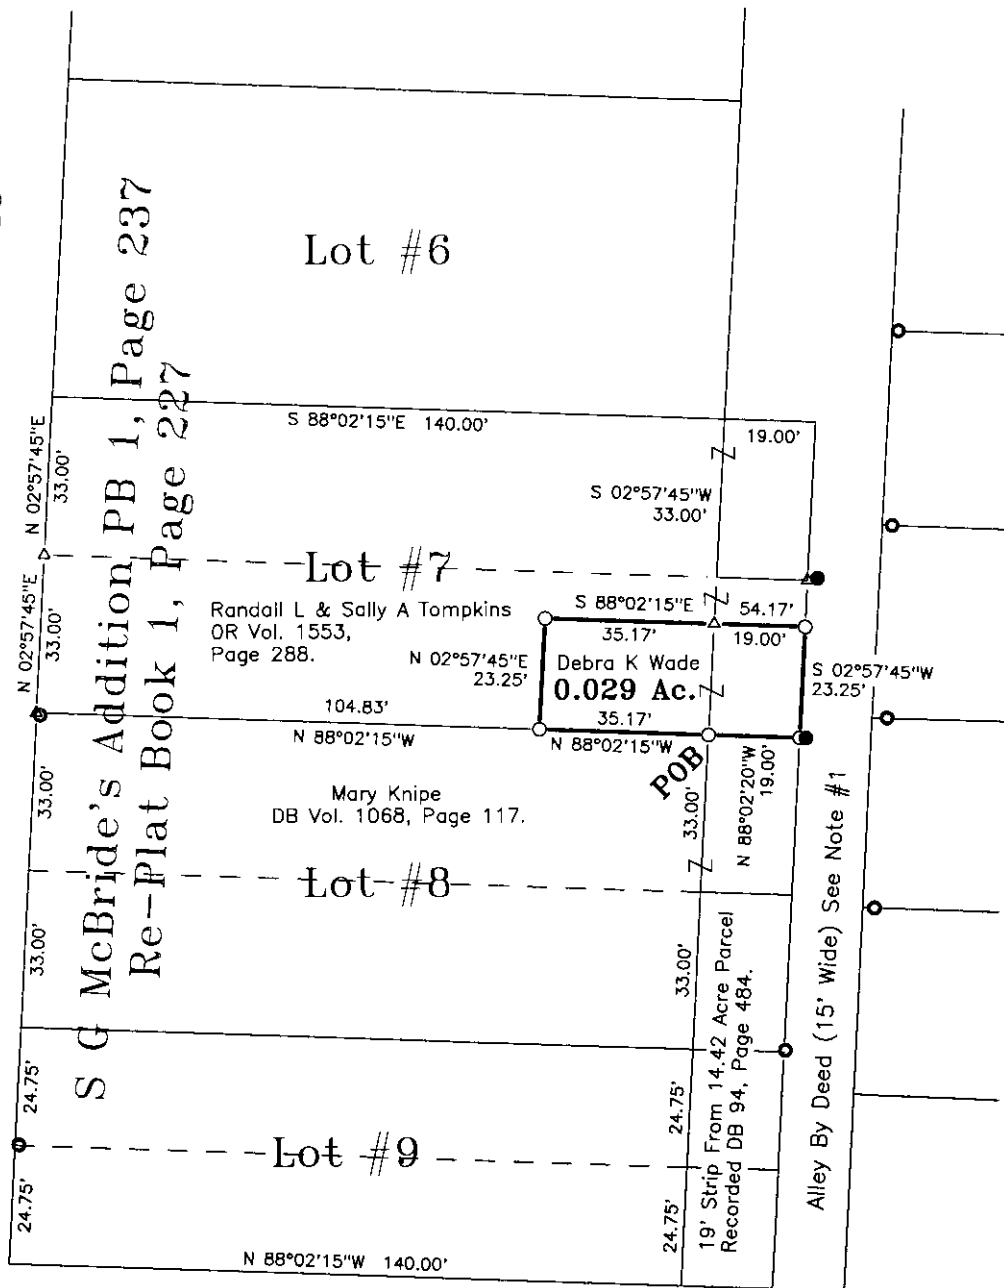 Lot #6
S G McBride's Addition PB 1, Page 237
Re-Plat Book 1, Page 227
S 88°02'15"E 140.00'
19.00'
N 02°57'45"E
33.00'
S 02°57'45"W
33.00'
Lot #7
Randall L & Sally A Tompkins
OR Vol. 1553,
Page 288.
S 88°02'15"E
54.17'
35.17'
19.00'
N 02°57'45"E
33.00'
N 02°57'45"E
23.25'
Debra K Wade
0.029 Ac.
S 02°57'45"W
23.25'
104.83'
35.17'
N 88°02'15"W
N 88°02'15"W
POB
N 88°02'20"W
19.00'
Mary Knipe
DB Vol. 1068, Page 117.
33.00'
33.00'
Lot #8
33.00'
33.00'
Alley By Deed (15' Wide) See Note #1
19' Strip From 14.42 Acre Parcel
Recorded DB 94, Page 484.
24.75'
24.75'
Lot #9
24.75'
24.75'
N 88°02'15"W 140.00'